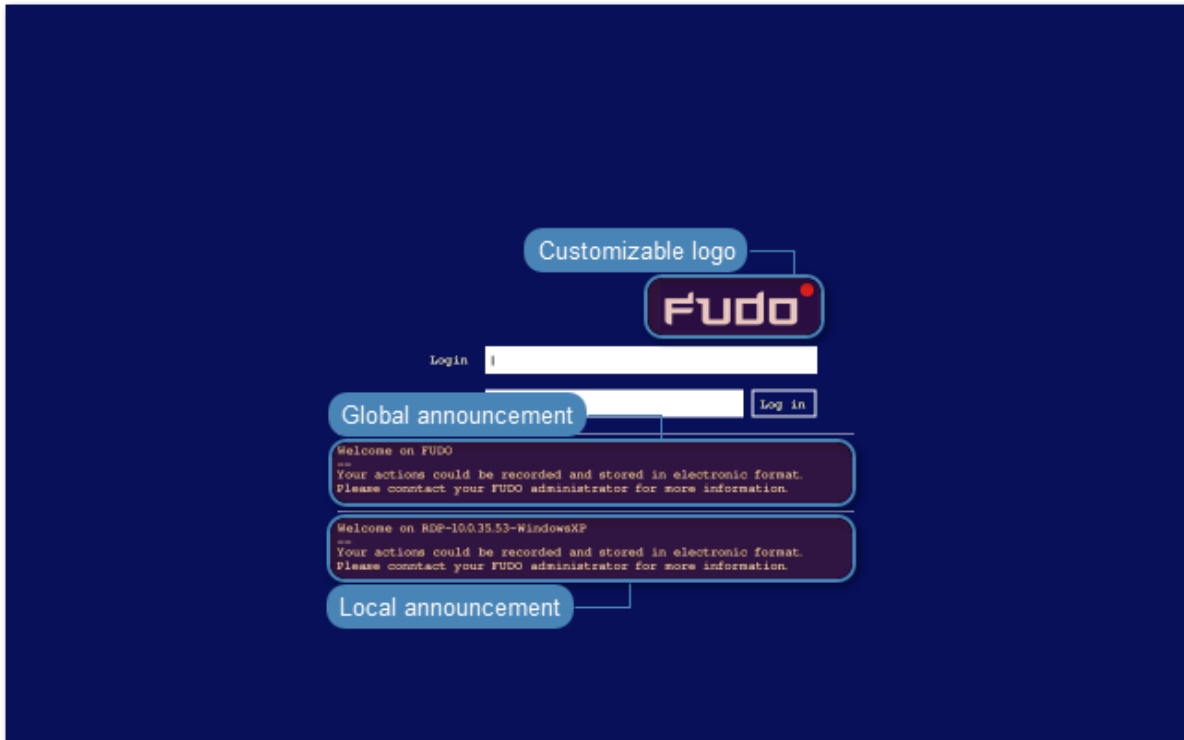 Customizable logo
FUDO
Login
Log in
Global announcement
Welcome on FUDO
--
Your actions could be recorded and stored in electronic format.
Please conntact your FUDO administrator for more information.
Welcome on RDP-10.0.35.53-WindowsXP
--
Your actions could be recorded and stored in electronic format.
Please conntact your FUDO administrator for more information.
Local announcement